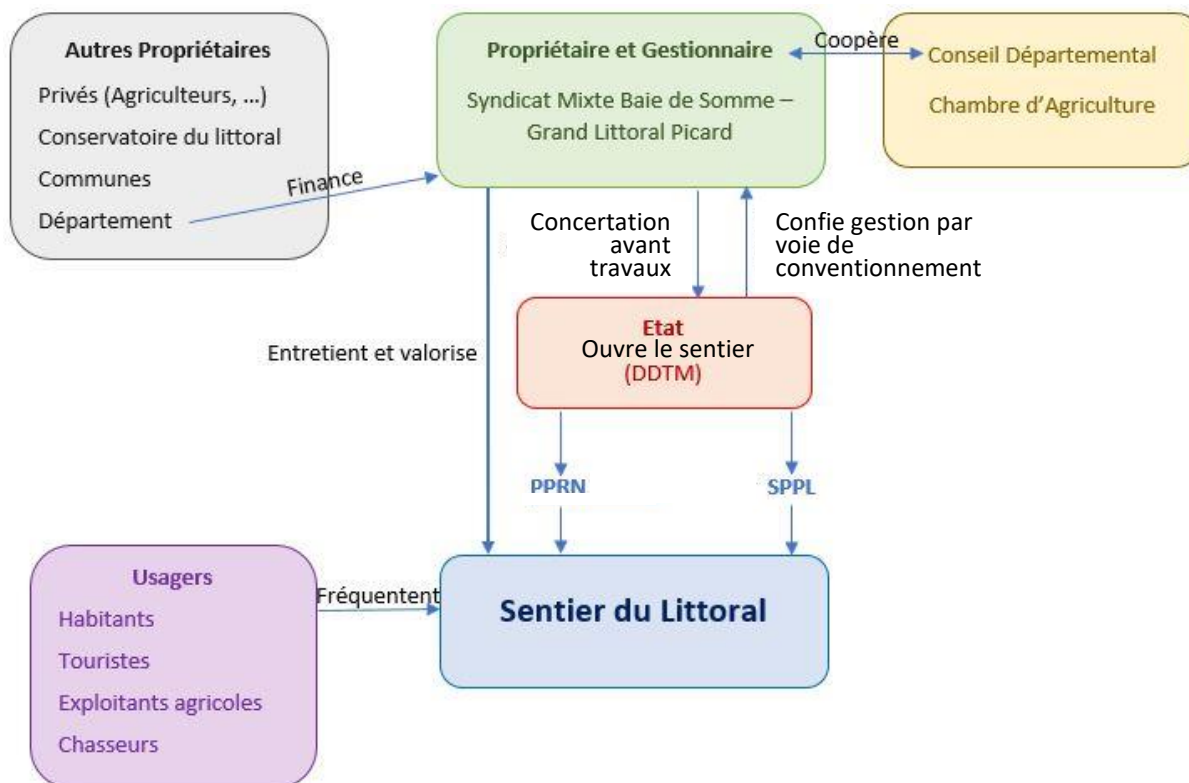 Autres Propriétaires
Privés (Agriculteurs, …)
Conservatoire du littoral
Communes
Département
Finance
Propriétaire et Gestionnaire
Syndicat Mixte Baie de Somme –
Grand Littoral Picard
Coopère
Conseil Départemental
Chambre d’Agriculture
Concertation
avant
travaux
Confie gestion par
voie de
conventionnement
Entretient et valorise
Etat
Ouvre le sentier
(DDTM)
PPRN
SPPL
Usagers
Habitants
Touristes
Exploitants agricoles
Chasseurs
Fréquentent
Sentier du Littoral